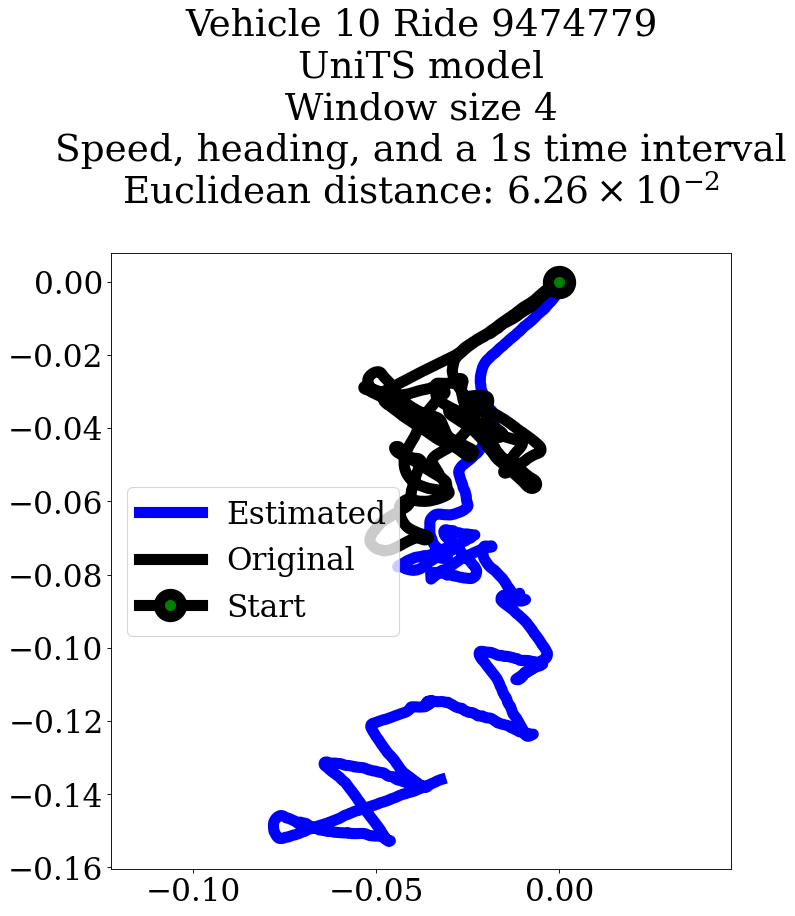 Vehicle 10 Ride 9474779
UniTS model
Window size 4
Speed, heading, and a 1s time interval
Euclidean distance: 6.26 × 10⁻²
0.00
−0.02
−0.04
−0.06
−0.08
−0.10
−0.12
−0.14
−0.16
Estimated
Original
Start
−0.10 −0.05 0.00